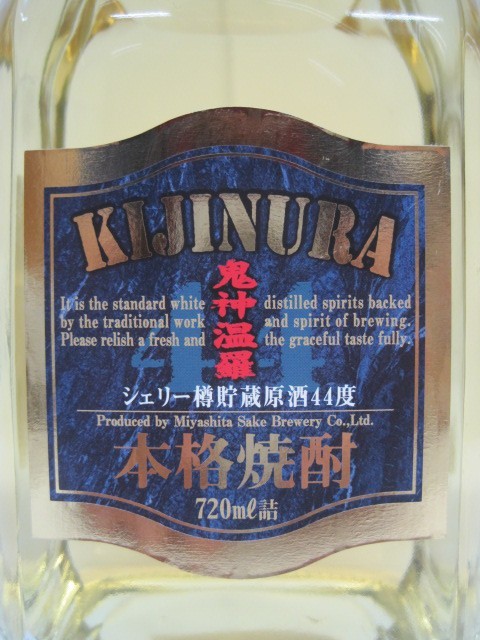 KIJINURA
44
鬼神温羅
It is the standard white distilled spirits backed
by the traditional work and spirit of brewing.
Please relish a fresh and the graceful taste fully.
シェリー樽貯蔵原酒44度
Produced by Miyashita Sake Brewery Co.,Ltd.
本格焼酎
720mℓ詰